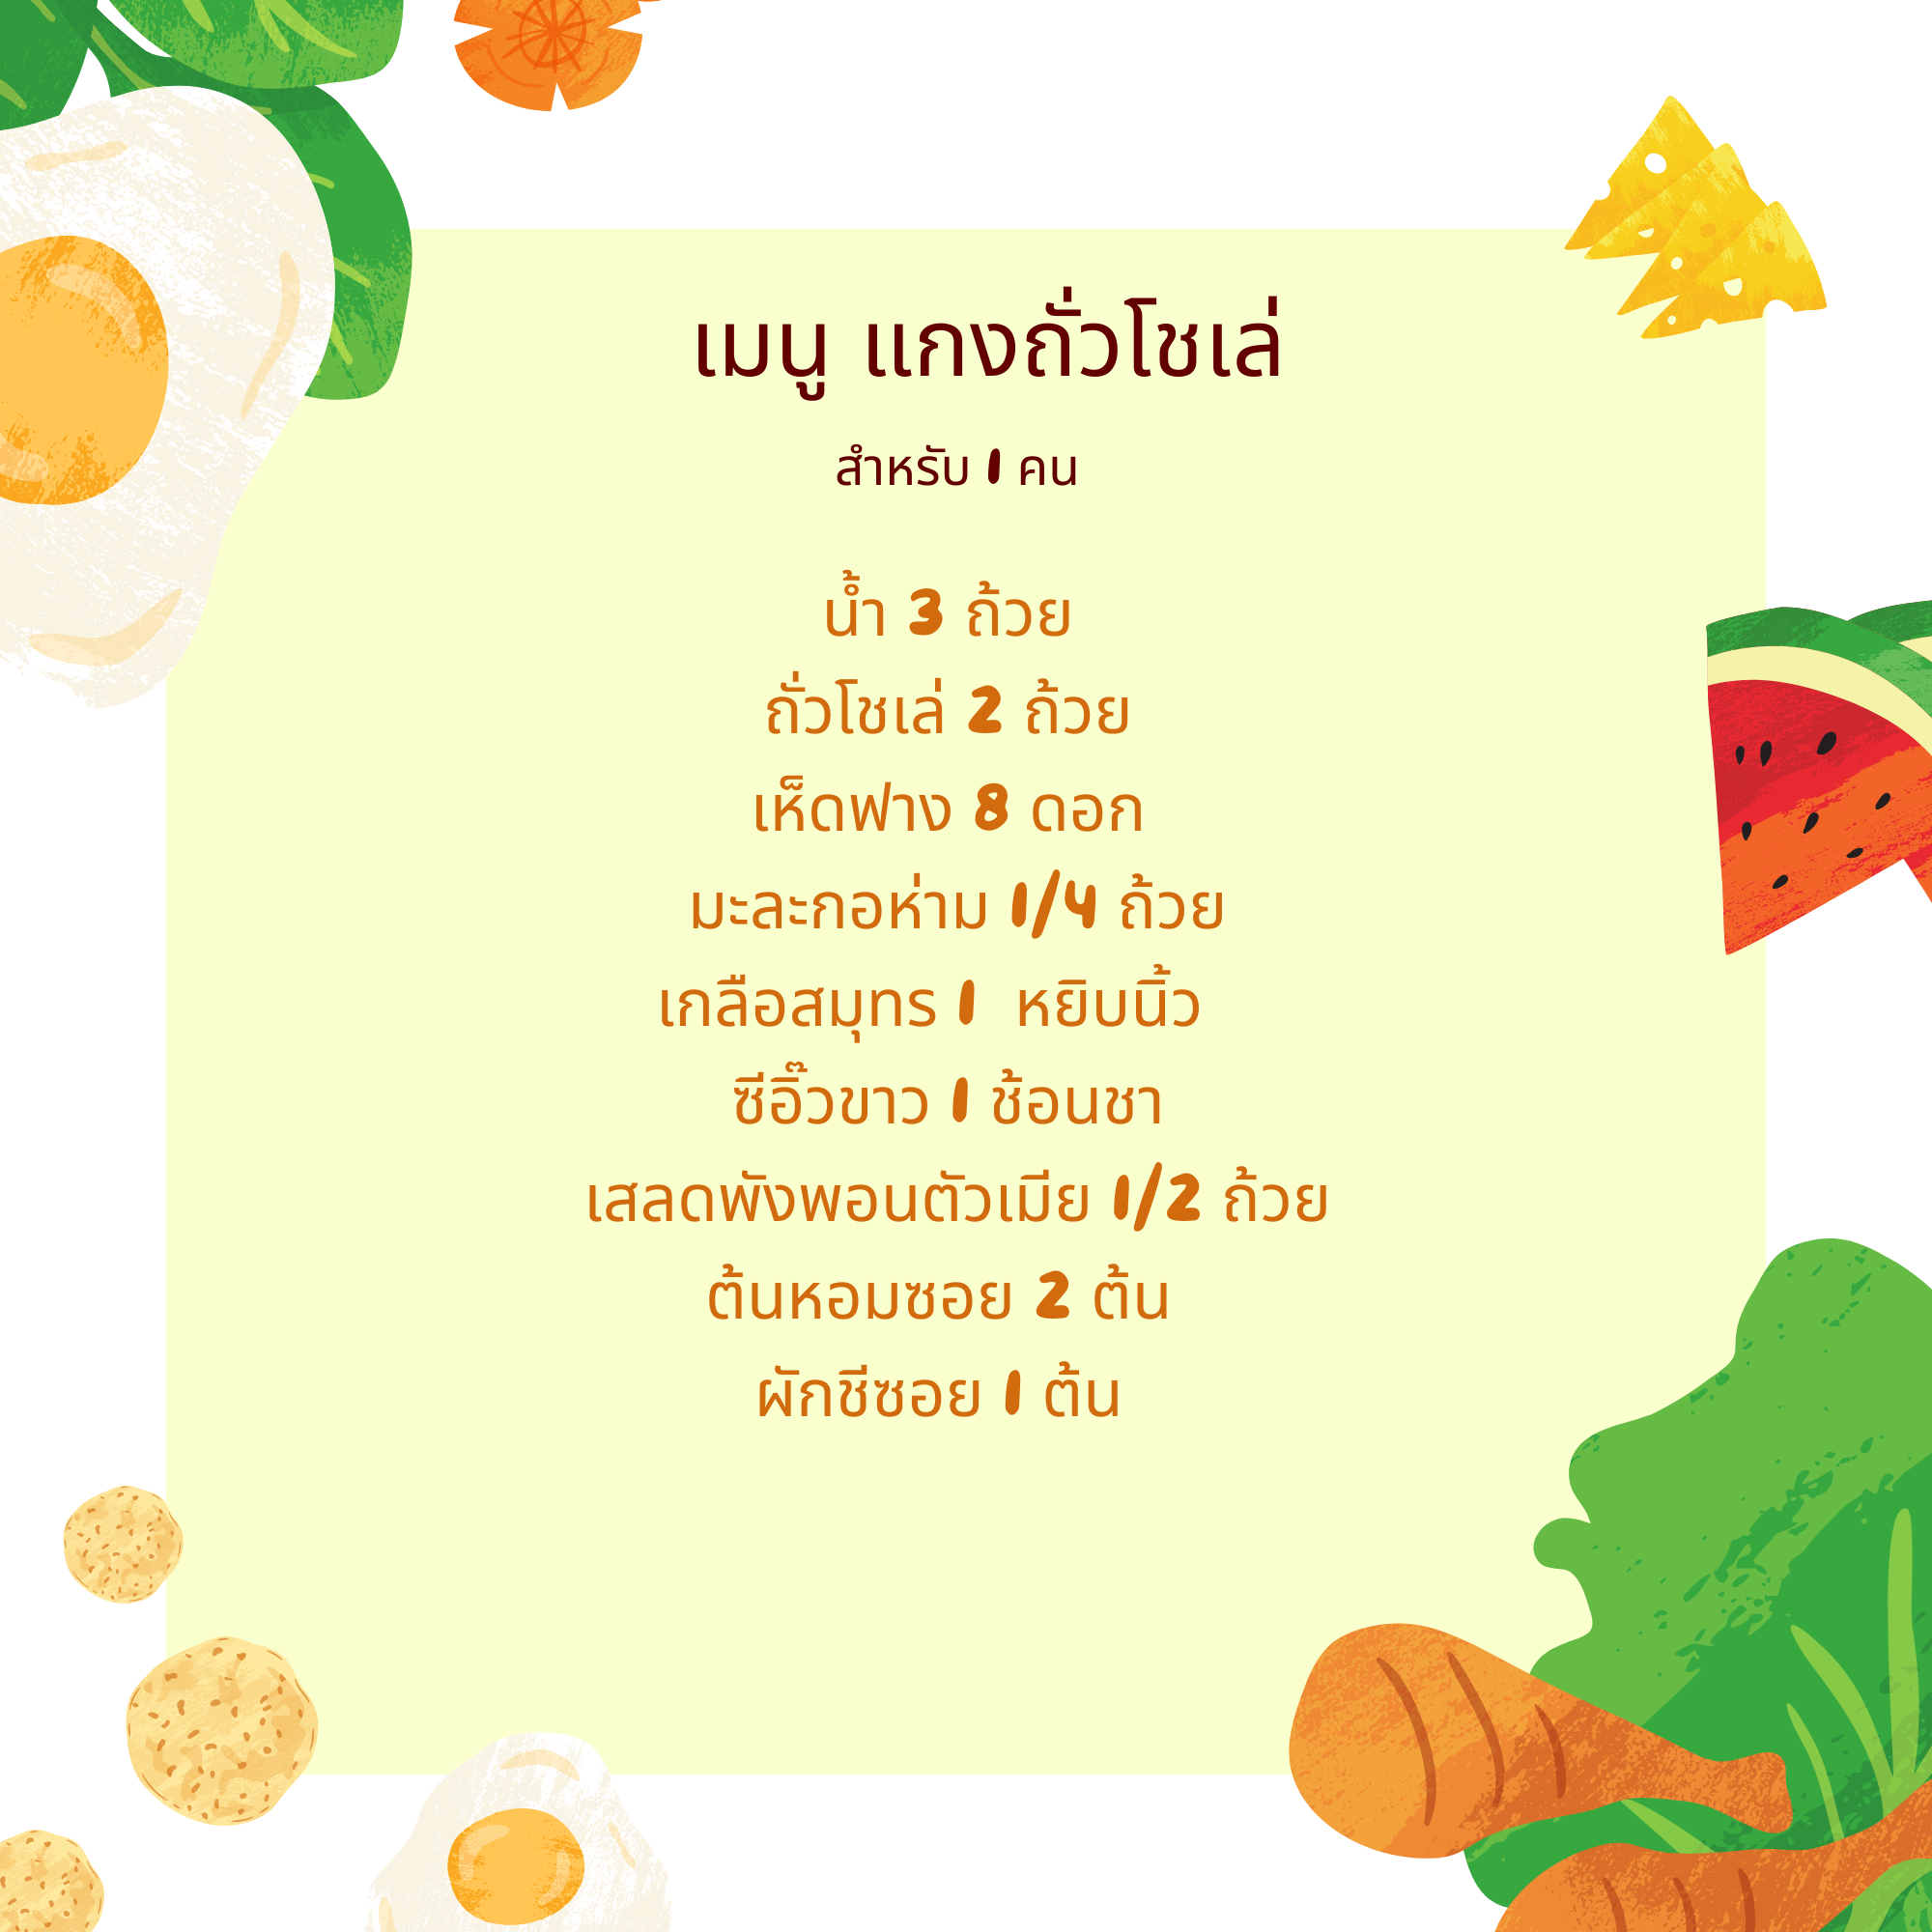 เมนู แกงถั่วโชเล่
สำหรับ 1 คน
น้ำ 3 ถ้วย
ถั่วโชเล่ 2 ถ้วย
เห็ดฟาง 8 ดอก
มะละกอห่าม 1/4 ถ้วย
เกลือสมุทร 1 หยิบนิ้ว
ซีอิ๊วขาว 1 ช้อนชา
เสลดพังพอนตัวเมีย 1/2 ถ้วย
ต้นหอมซอย 2 ต้น
ผักชีซอย 1 ต้น